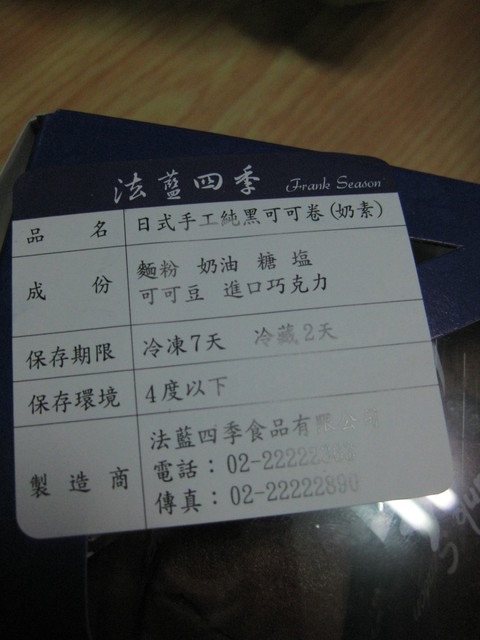 法藍四季 Frank Season
品名 日式手工純黑可可卷(奶素)
成份 麵粉 奶油 糖 鹽
可可豆 進口巧克力
保存期限 冷凍7天 冷藏2天
保存環境 4度以下
製造商 法藍四季食品有限公司
電話：
傳真：02-22222890